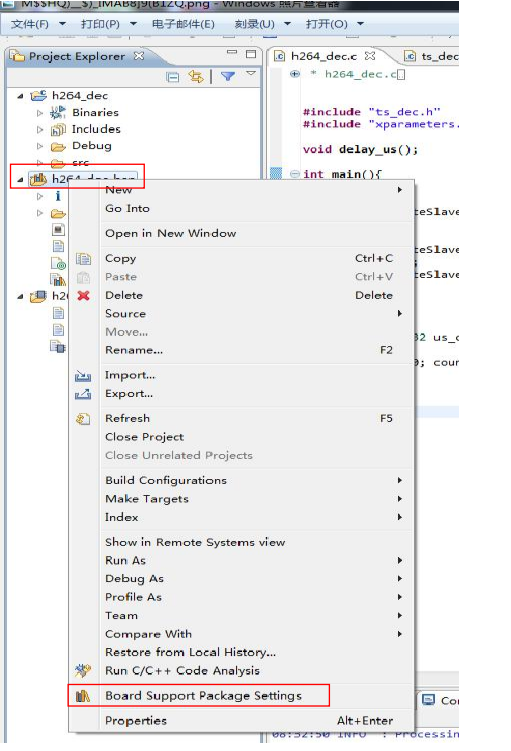 M$$HQ)__$)_IMAB8J9(B1ZQ.png - Windows 照片查看器
文件(F) 打印(P) 电子邮件(E) 刻录(U) 打开(O)
Project Explorer
h264_dec.c
ts_dec
h264_dec
Binaries
Includes
Debug
src
h264_dec_bsp
h26
* h264_dec.c
#include "ts_dec.h"
#include "xparameters.
void delay_us();
int main(){
teSlave
teSlave
;
teSlave
32 us_c
0; coun
New
Go Into
Open in New Window
Copy Ctrl+C
Paste Ctrl+V
Delete Delete
Source
Move...
Rename... F2
Import...
Export...
Refresh F5
Close Project
Close Unrelated Projects
Build Configurations
Make Targets
Index
Show in Remote Systems view
Run As
Debug As
Profile As
Team
Compare With
Restore from Local History...
Run C/C++ Code Analysis
Board Support Package Settings
Properties Alt+Enter
Con
08:52:50 INFO : Processin